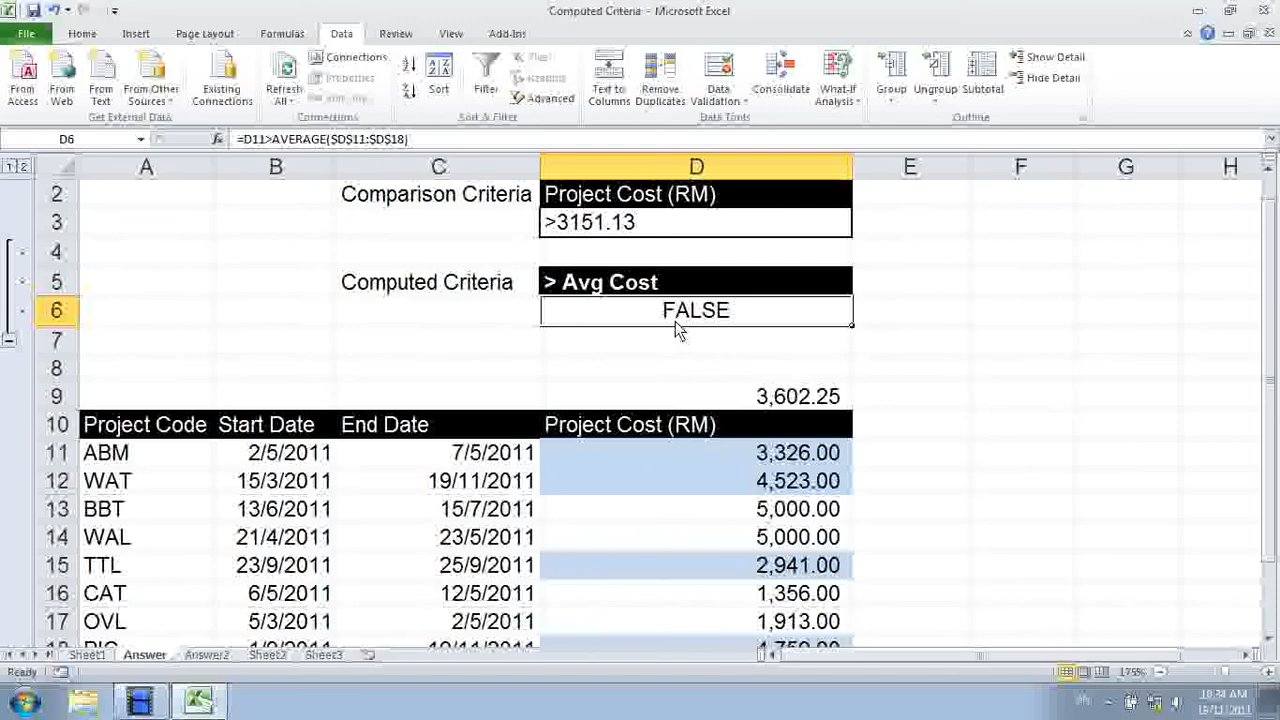 Computed Criteria - Microsoft Excel
File Home Insert Page Layout Formulas Data Review View Add-Ins
From Access
From Web
From Text
From Other Sources
Existing Connections
Refresh All
Connections
Properties
Sort
Filter
Advanced
Text to Columns
Remove Duplicates
Data Validation
Consolidate
What-If Analysis
Group
Ungroup
Subtotal
Show Detail
Hide Detail
Get External Data Connections Sort & Filter Data Tools Outline
D6 fx =D11>AVERAGE($D$11:$D$18)
1 2 A B C D E F G H
2 Comparison Criteria Project Cost (RM)
3 >3151.13
4
5 Computed Criteria > Avg Cost
6 FALSE
7
8
9 3,602.25
10 Project Code Start Date End Date Project Cost (RM)
11 ABM 2/5/2011 7/5/2011 3,326.00
12 WAT 15/3/2011 19/11/2011 4,523.00
13 BBT 13/6/2011 15/7/2011 5,000.00
14 WAL 21/4/2011 23/5/2011 5,000.00
15 TTL 23/9/2011 25/9/2011 2,941.00
16 CAT 6/5/2011 12/5/2011 1,356.00
17 OVL 5/3/2011 2/5/2011 1,913.00
Sheet1 Answer Answer2 Sheet2 Sheet3
Ready 175%